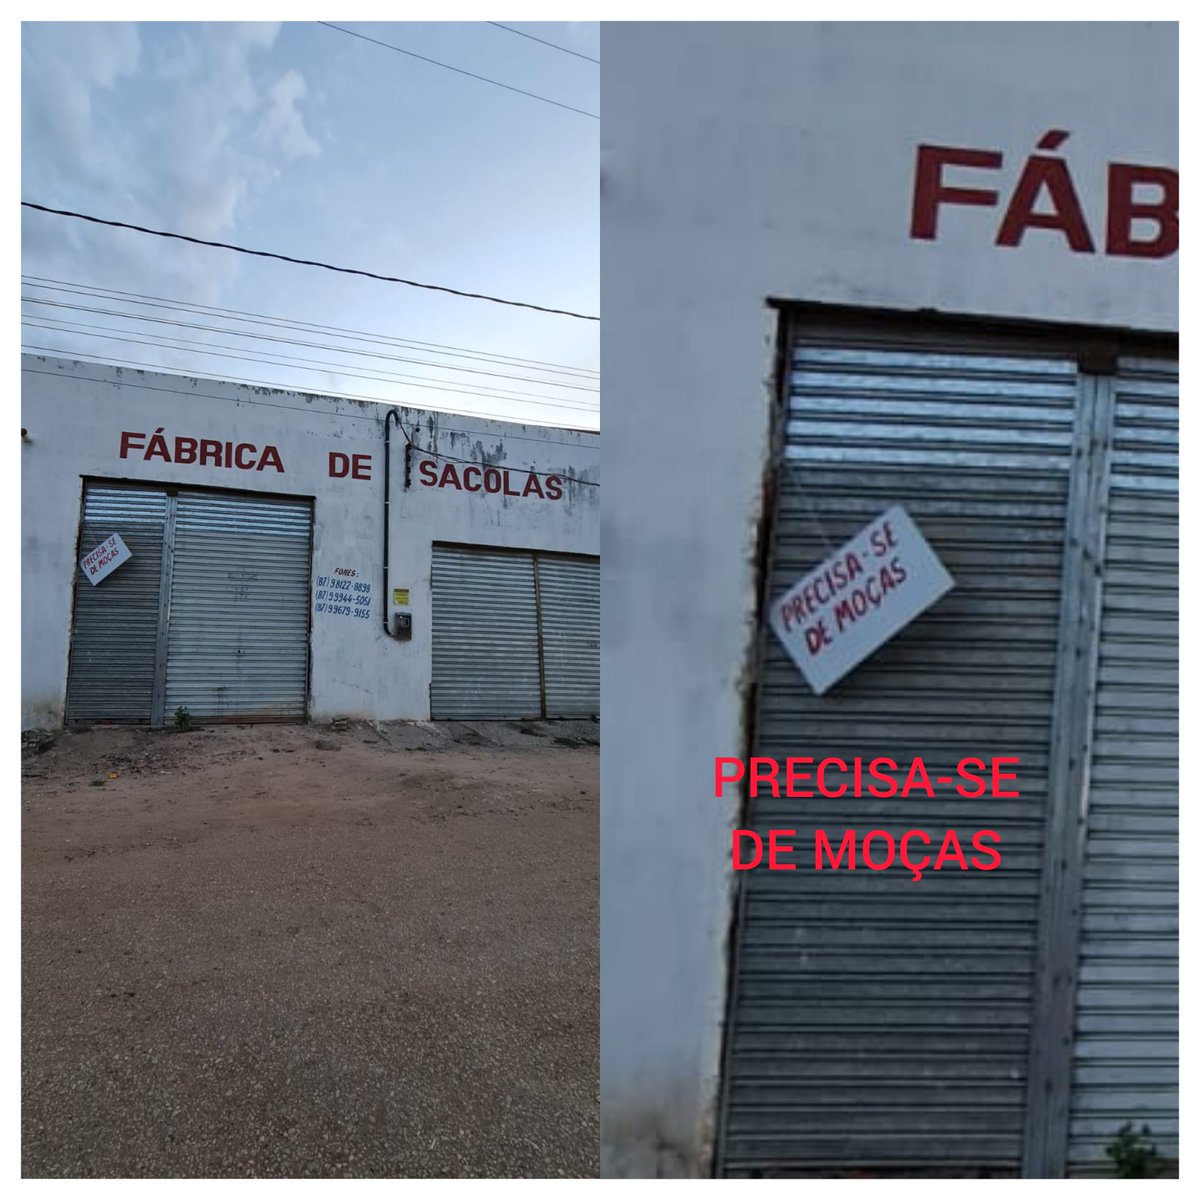 FÁBRICA DE SACOLAS
PRECISA-SE
DE MOÇAS
FONES:
(87) 98122-9898
(87) 99944-5051
(87) 99679-9155
FÁB
PRECISA-SE
DE MOÇAS
PRECISA-SE
DE MOÇAS